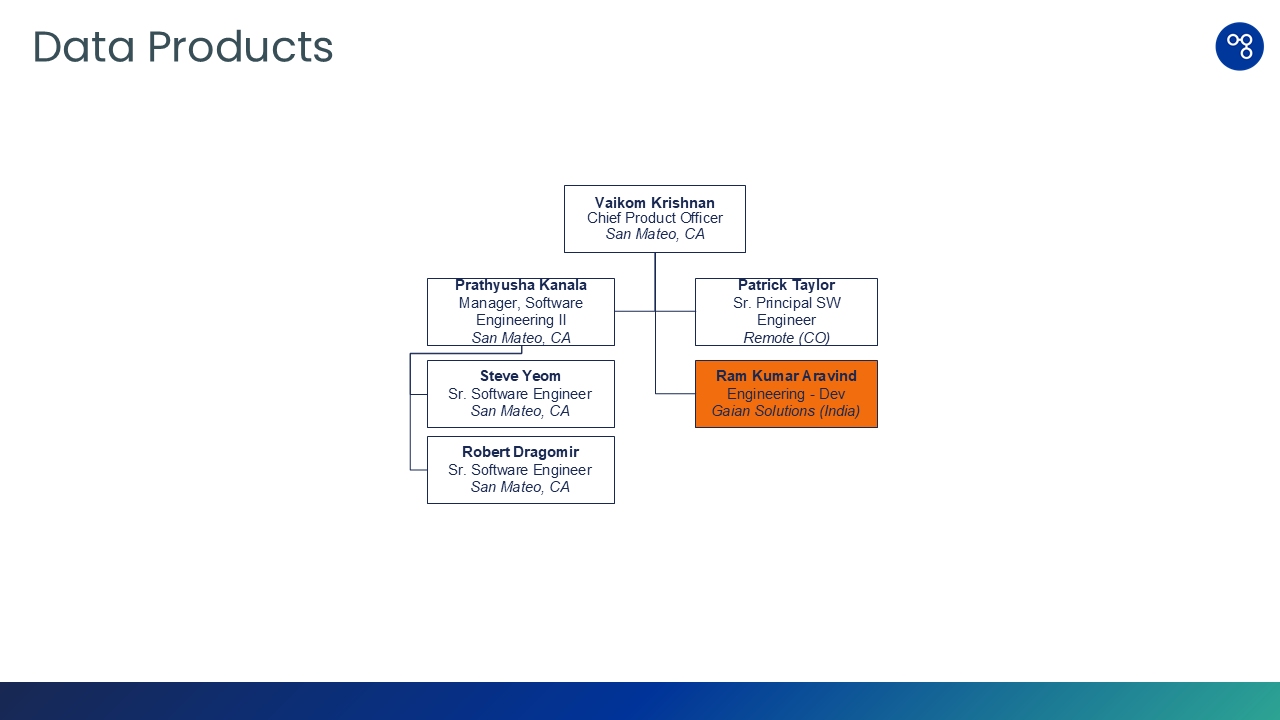 Data Products
Vaikom Krishnan
Chief Product Officer
San Mateo, CA
Prathyusha Kanala
Manager, Software
Engineering II
San Mateo, CA
Patrick Taylor
Sr. Principal SW
Engineer
Remote (CO)
Steve Yeom
Sr. Software Engineer
San Mateo, CA
Ram Kumar Aravind
Engineering - Dev
Gaian Solutions (India)
Robert Dragomir
Sr. Software Engineer
San Mateo, CA